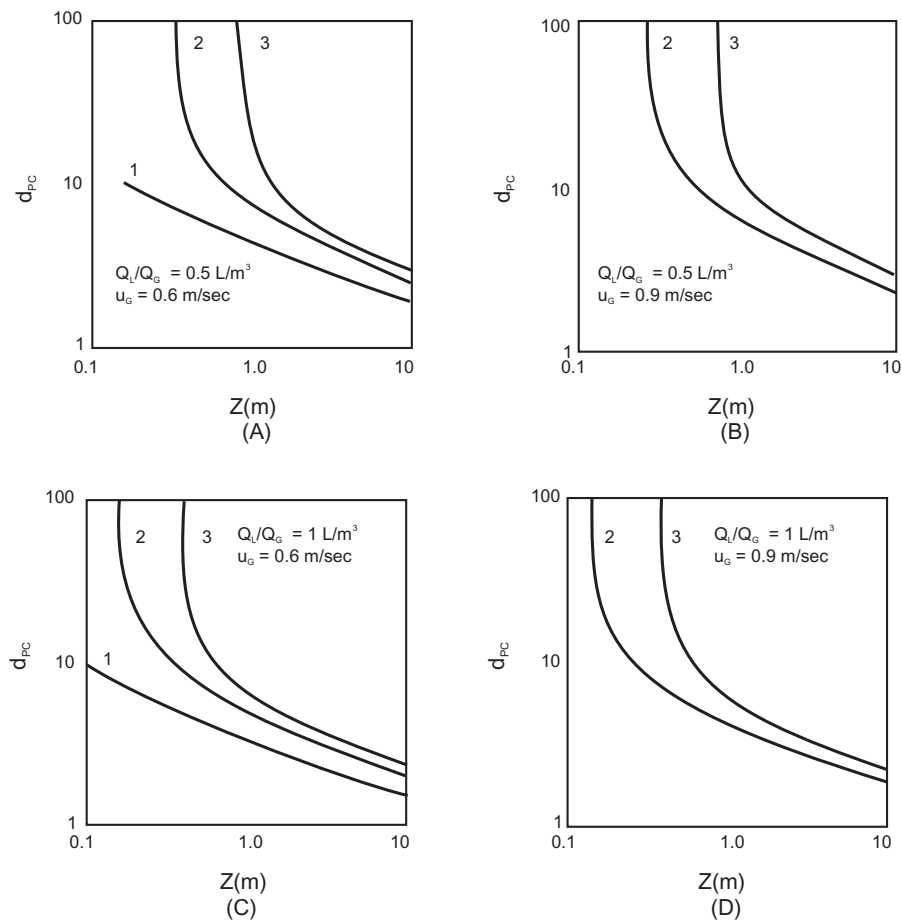 100
2
3
1
10
d_PC
Q_L/Q_G = 0.5 L/m³
u_G = 0.6 m/sec
1
0.1
1.0
10
Z(m)
(A)
100
2
3
10
d_PC
Q_L/Q_G = 0.5 L/m³
u_G = 0.9 m/sec
1
0.1
1.0
10
Z(m)
(B)
100
2
3
Q_L/Q_G = 1 L/m³
u_G = 0.6 m/sec
1
10
d_PC
1
0.1
1.0
10
Z(m)
(C)
100
2
3
Q_L/Q_G = 1 L/m³
u_G = 0.9 m/sec
10
d_PC
1
0.1
1.0
10
Z(m)
(D)